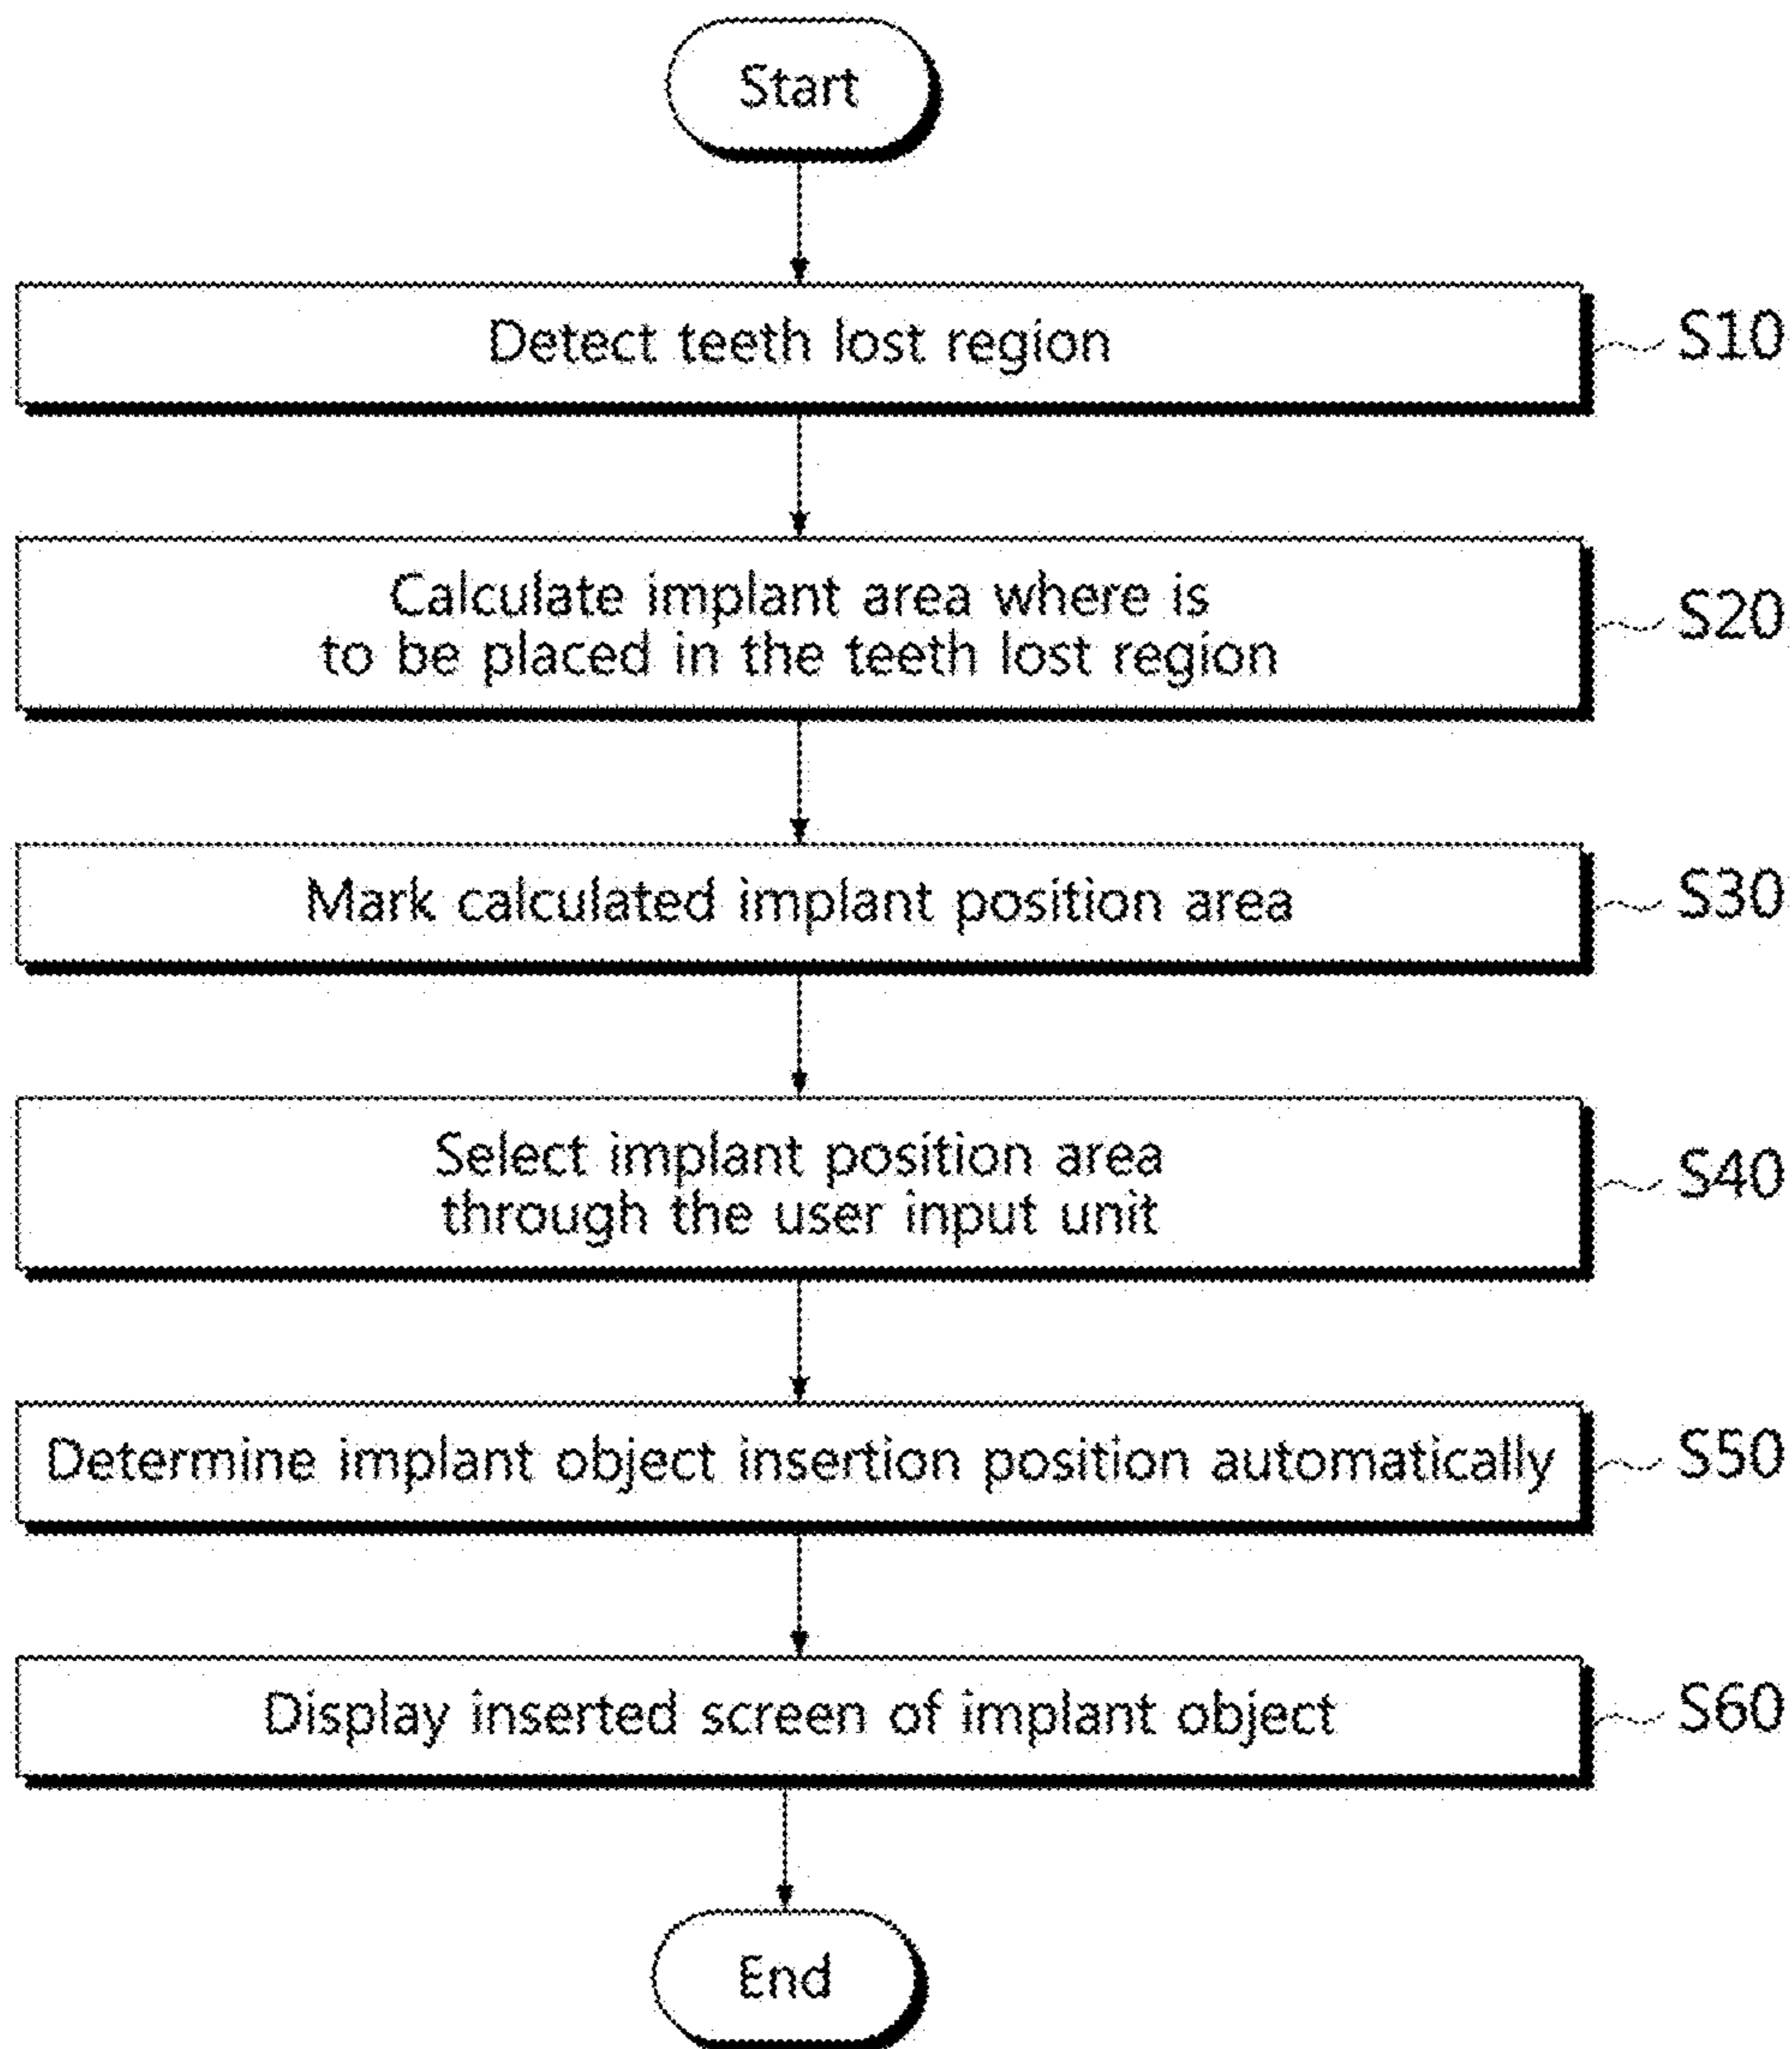 Start
Detect teeth lost region
S10
Calculate implant area where is
to be placed in the teeth lost region
S20
Mark calculated implant position area
S30
Select implant position area
through the user input unit
S40
Determine implant object insertion position automatically
S50
Display inserted screen of implant object
S60
End